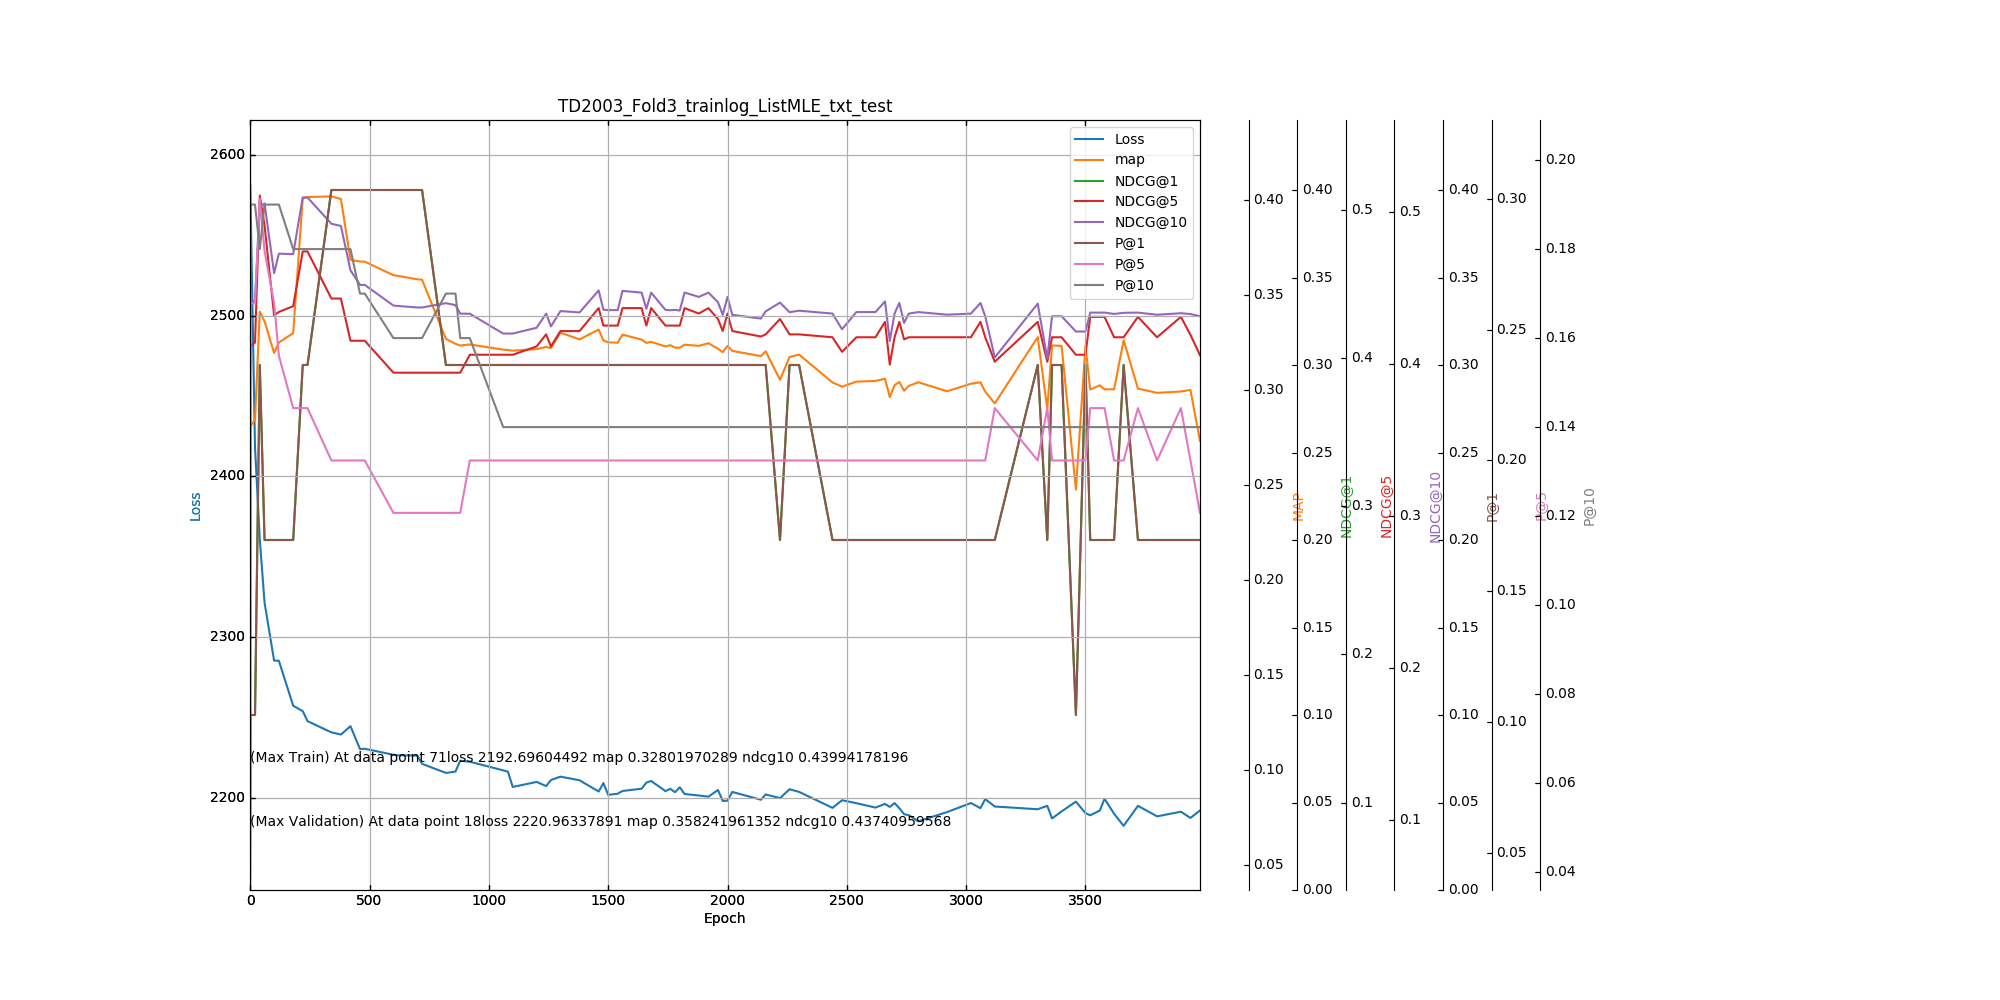 TD2003_Fold3_trainlog_ListMLE_txt_test
Loss
map
NDCG@1
NDCG@5
NDCG@10
P@1
P@5
P@10
2600
2500
2400
2300
2200
Loss
(Max Train) At data point 71loss 2192.69604492 map 0.32801970289 ndcg10 0.43994178196
(Max Validation) At data point 18loss 2220.96337891 map 0.358241961352 ndcg10 0.43740959568
0 500 1000 1500 2000 2500 3000 3500
Epoch
0.40
0.35
0.30
0.25
0.20
0.15
0.10
0.05
MAP
0.40
0.35
0.30
0.25
0.20
0.15
0.10
0.05
0.00
NDCG@1
0.5
0.4
0.3
0.2
0.1
NDCG@5
0.5
0.4
0.3
0.2
0.1
NDCG@10
0.40
0.35
0.30
0.25
0.20
0.15
0.10
0.05
0.00
P@1
0.30
0.25
0.20
0.15
0.10
0.05
P@5
0.20
0.18
0.16
0.14
0.12
0.10
0.08
0.06
0.04
P@10